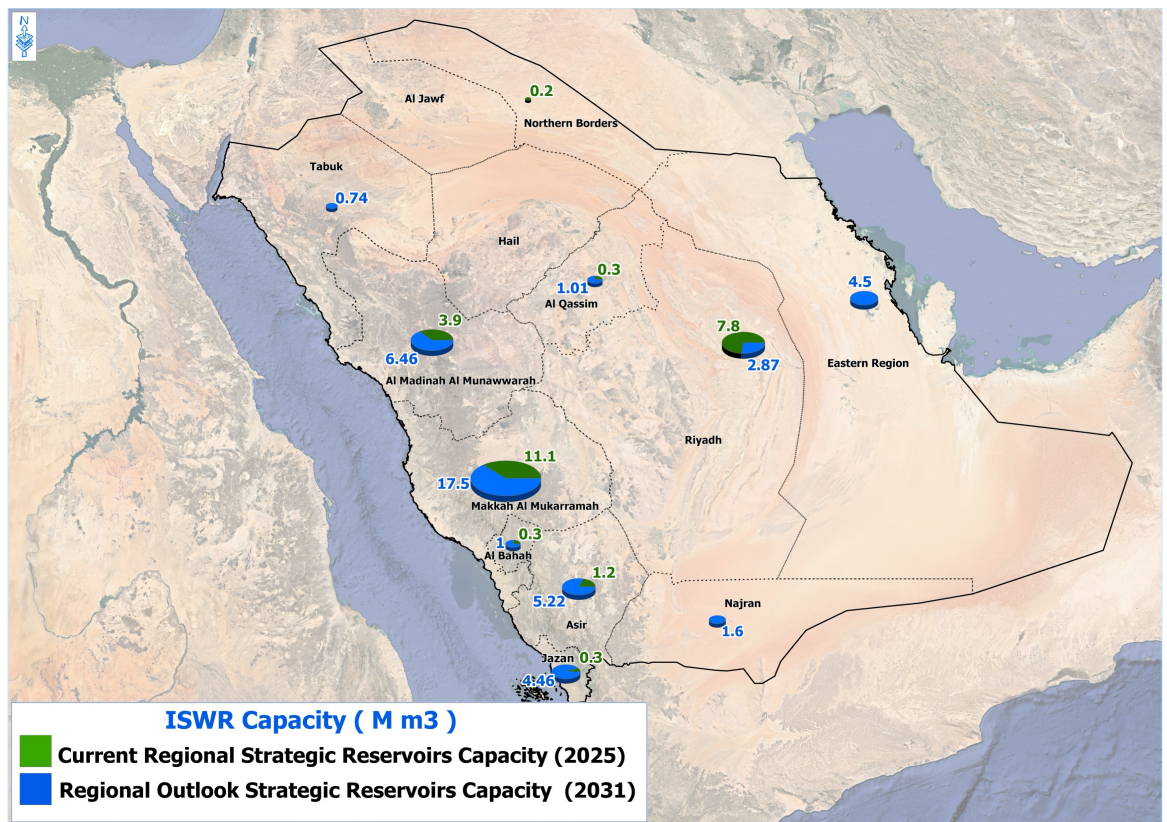 N
0.2
Al Jawf
Northern Borders
Tabuk
0.74
Hail
0.3
1.01
Al Qassim
4.5
3.9
6.46
Al Madinah Al Munawwarah
7.8
2.87
Eastern Region
Riyadh
11.1
17.5
Makkah Al Mukarramah
0.3
1
Al Bahah
1.2
5.22
Asir
Najran
1.6
Jazan
0.3
4.46
ISWR Capacity ( M m3 )
Current Regional Strategic Reservoirs Capacity (2025)
Regional Outlook Strategic Reservoirs Capacity (2031)